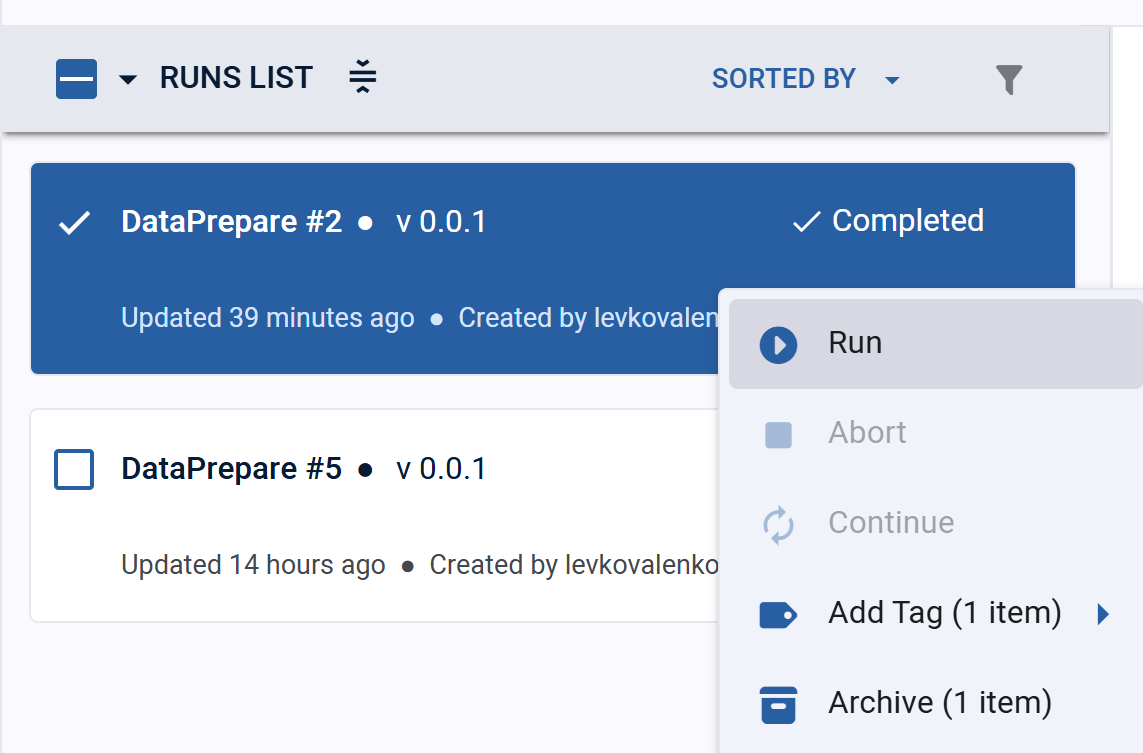 RUNS LIST SORTED BY
DataPrepare #2 ● v 0.0.1 Completed
Updated 39 minutes ago ● Created by levkovalen
Run
Abort
DataPrepare #5 ● v 0.0.1
Continue
Updated 14 hours ago ● Created by levkovalenko
Add Tag (1 item)
Archive (1 item)